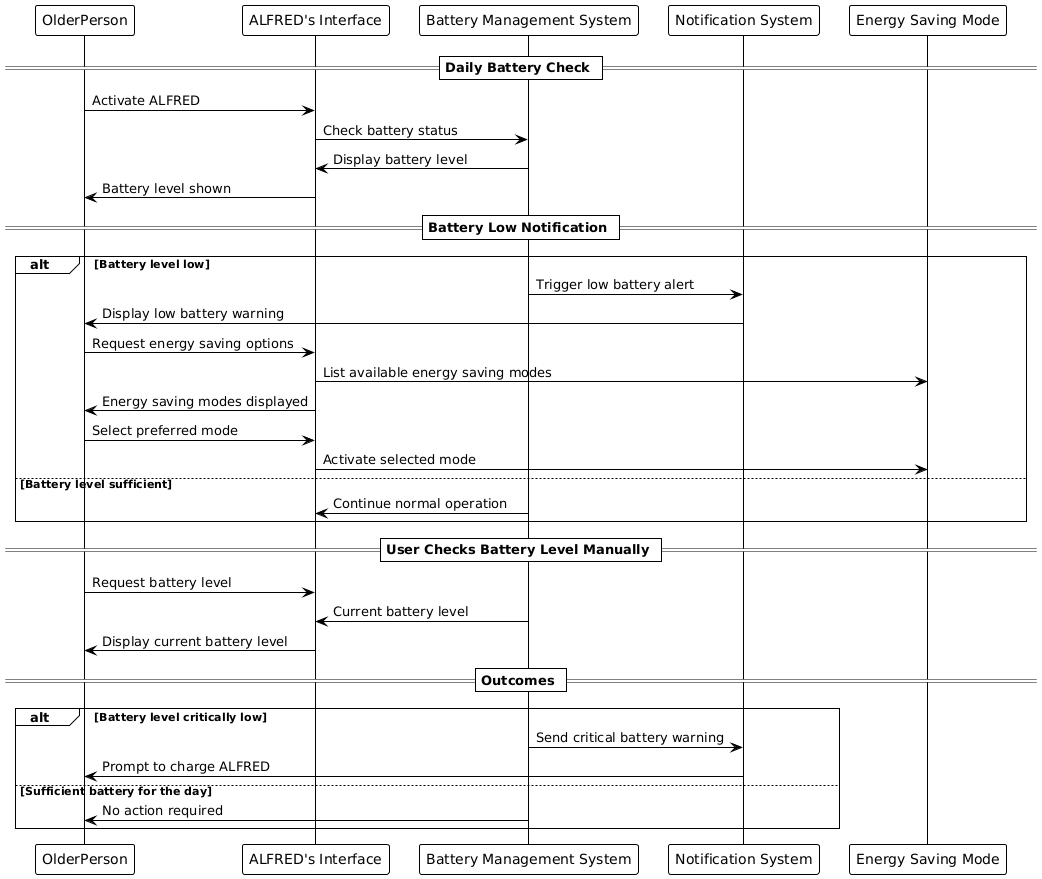 OlderPerson ALFRED's Interface Battery Management System Notification System Energy Saving Mode
Daily Battery Check
Activate ALFRED
Check battery status
Display battery level
Battery level shown
Battery Low Notification
alt [Battery level low]
Trigger low battery alert
Display low battery warning
Request energy saving options
List available energy saving modes
Energy saving modes displayed
Select preferred mode
Activate selected mode
[Battery level sufficient]
Continue normal operation
User Checks Battery Level Manually
Request battery level
Current battery level
Display current battery level
Outcomes
alt [Battery level critically low]
Send critical battery warning
Prompt to charge ALFRED
[Sufficient battery for the day]
No action required
OlderPerson ALFRED's Interface Battery Management System Notification System Energy Saving Mode